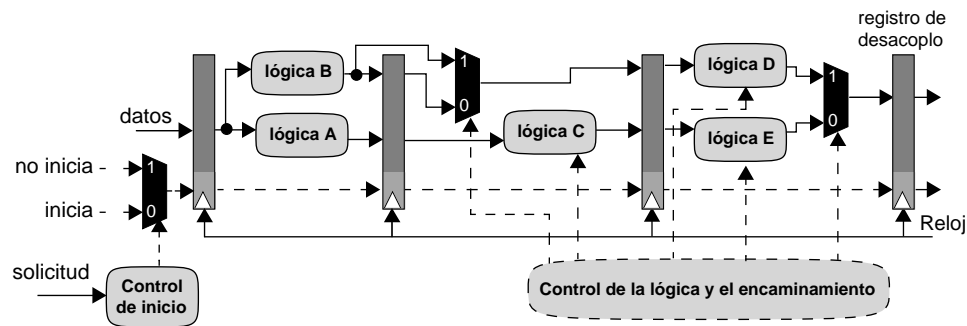 registro de
desacoplo
lógica B
1
0
lógica D
1
0
datos
lógica A
lógica C
lógica E
no inicia
1
inicia
0
Reloj
solicitud
Control
de inicio
Control de la lógica y el encaminamiento